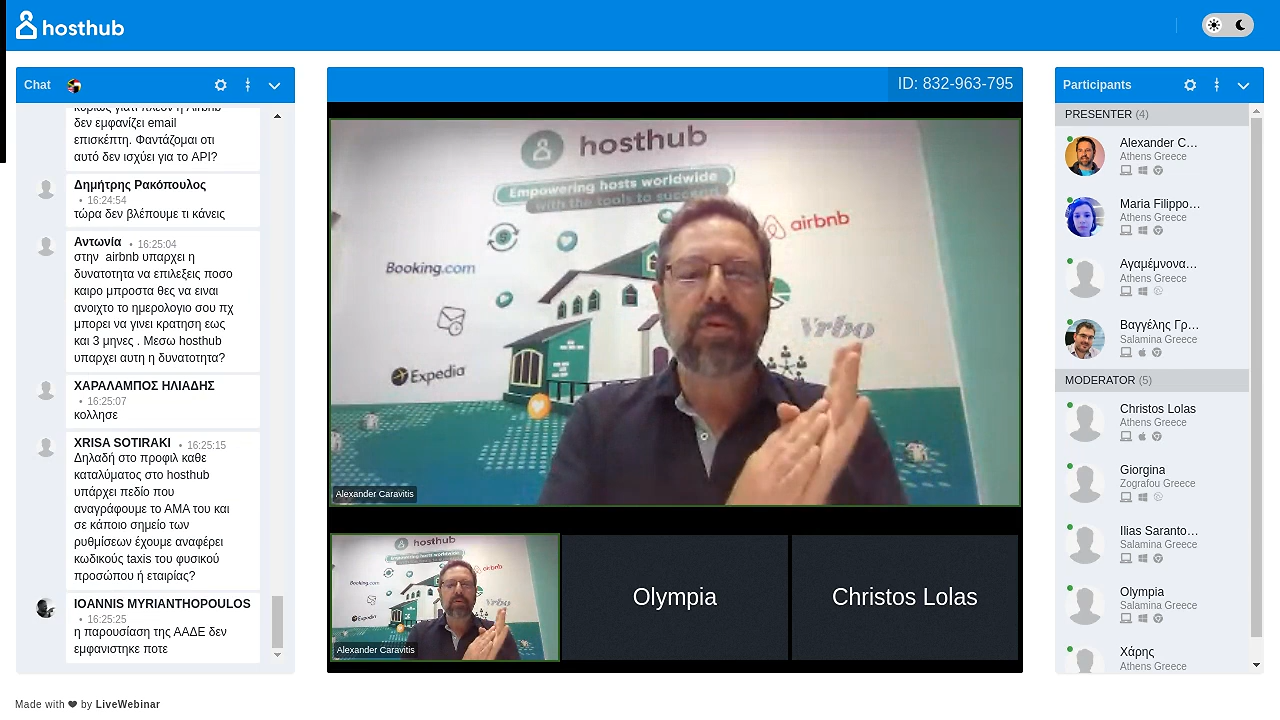 hosthub
Chat
κυρίως γιατί πλέον η Airbnb
δεν εμφανίζει email
επισκέπτη. Φαντάζομαι οτι
αυτό δεν ισχύει για το API?
Δημήτρης Ρακόπουλος
• 16:24:54
τώρα δεν βλέπουμε τι κάνεις
Αντωνία • 16:25:04
στην airbnb υπαρχει η
δυνατοτητα να επιλεξεις ποσο
καιρο μπροστα θες να ειναι
ανοιχτο το ημερολογιο σου πχ
μπορει να γινει κρατηση εως
και 3 μηνες . Μεσω hosthub
υπαρχει αυτη η δυνατοτητα?
ΧΑΡΑΛΑΜΠΟΣ ΗΛΙΑΔΗΣ
• 16:25:07
κολλησε
XRISA SOTIRAKI • 16:25:15
Δηλαδή στο προφιλ καθε
καταλύματος στο hosthub
υπάρχει πεδίο που
αναγράφουμε το ΑΜΑ του και
σε κάποιο σημείο των
ρυθμίσεων έχουμε αναφέρει
κωδικούς taxis του φυσικού
προσώπου ή εταιρίας?
IOANNIS MYRIANTHOPOULOS
• 16:25:25
η παρουσίαση της ΑΑΔΕ δεν
εμφανιστηκε ποτε
ID: 832-963-795
hosthub
Empowering hosts worldwide
with the tools to succeed
airbnb
Booking.com
Vrbo
Expedia
Alexander Caravitis
hosthub
Empowering hosts worldwide
airbnb
Booking.com
Vrbo
Expedia
Alexander Caravitis
Olympia
Christos Lolas
Participants
PRESENTER (4)
Alexander C...
Athens Greece
Maria Filippo...
Athens Greece
Αγαμέμνονα...
Athens Greece
Βαγγέλης Γρ...
Salamina Greece
MODERATOR (5)
Christos Lolas
Athens Greece
Giorgina
Zografou Greece
Ilias Saranto...
Salamina Greece
Olympia
Salamina Greece
Χάρης
Athens Greece
Made with ❤ by LiveWebinar